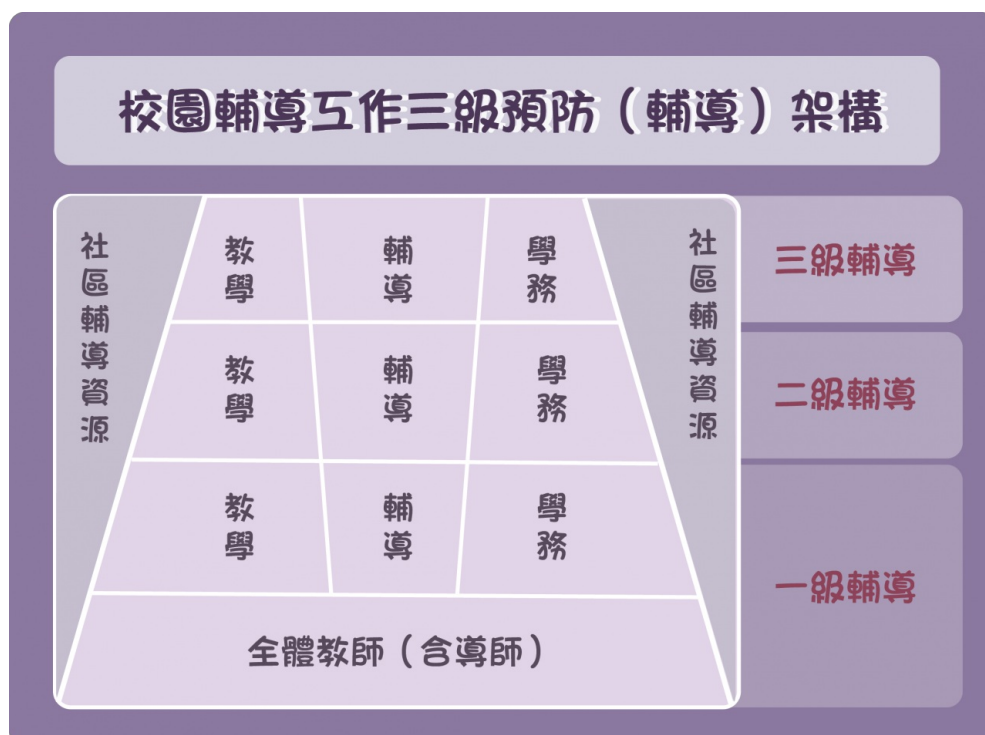 校園輔導工作三級預防（輔導）架構
社區輔導資源
教學
輔導
學務
社區輔導資源
三級輔導
教學
輔導
學務
二級輔導
教學
輔導
學務
一級輔導
全體教師（含導師）